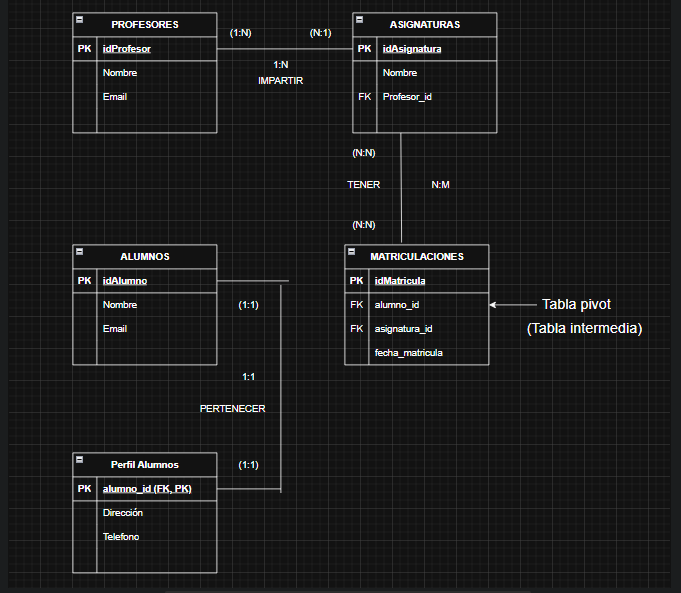 PROFESORES
PK idProfesor
Nombre
Email
(1:N) (N:1)
1:N
IMPARTIR
ASIGNATURAS
PK idAsignatura
Nombre
FK Profesor_id
(N:N)
TENER N:M
(N:N)
ALUMNOS
PK idAlumno
Nombre
Email
MATRICULACIONES
PK idMatricula
FK alumno_id
FK asignatura_id
fecha_matricula
Tabla pivot
(Tabla intermedia)
(1:1)
1:1
PERTENECER
(1:1)
Perfil Alumnos
PK alumno_id (FK, PK)
Dirección
Telefono